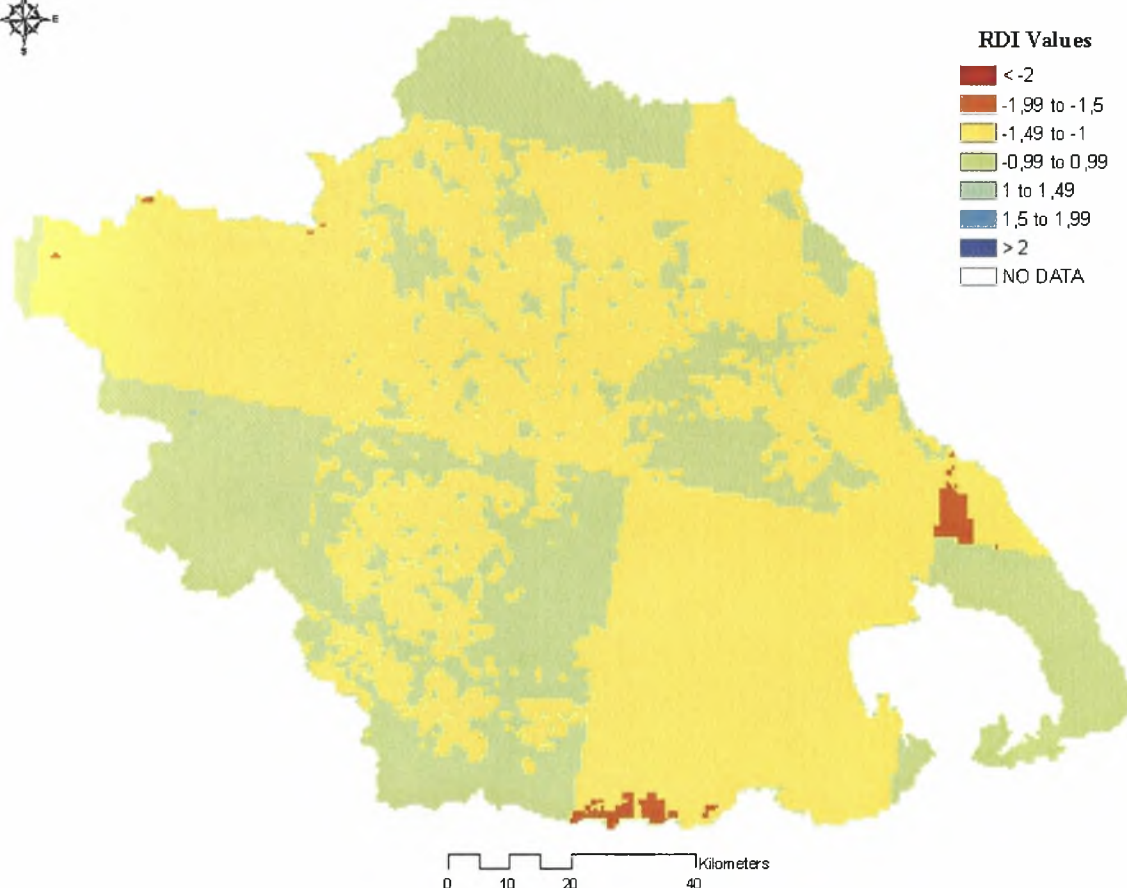 E
S
RDI Values
< -2
-1,99 to -1,5
-1,49 to -1
-0,99 to 0,99
1 to 1,49
1,5 to 1,99
> 2
NO DATA
Kilometers
0 10 20 40